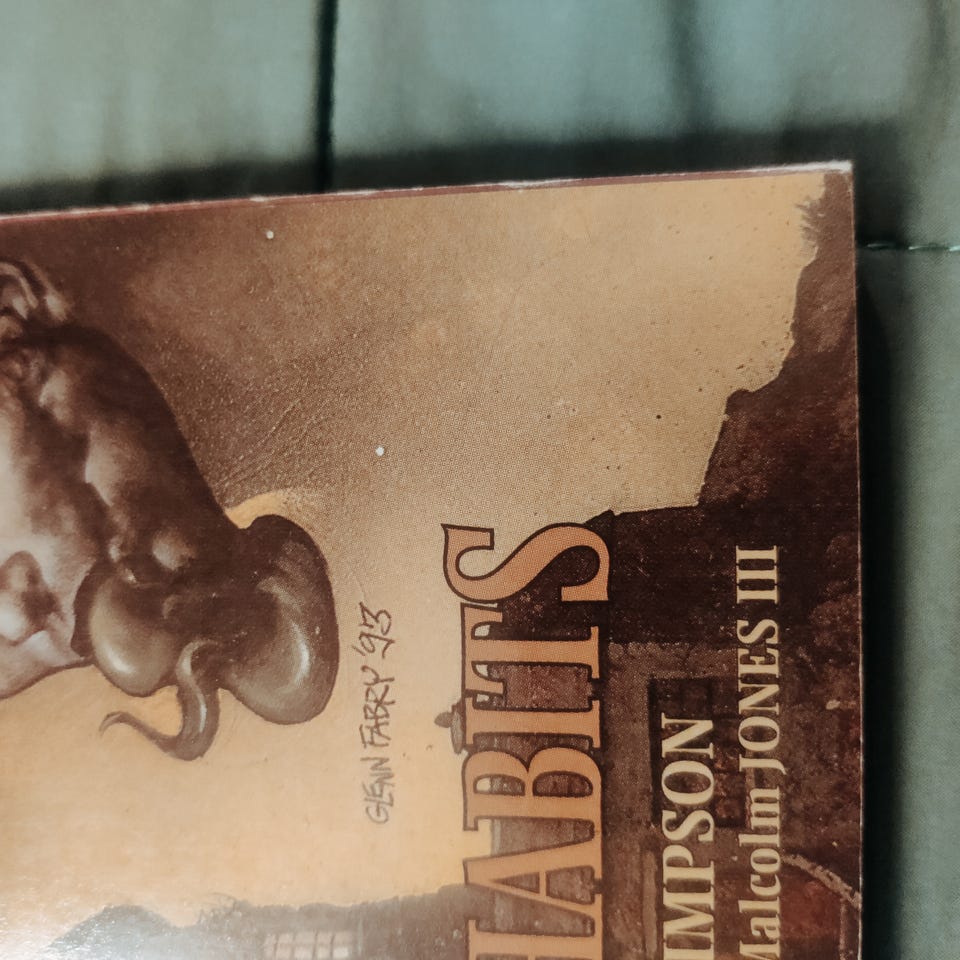 GLENN FABRY '93
HABITS
IMPSON
Malcolm JONES III